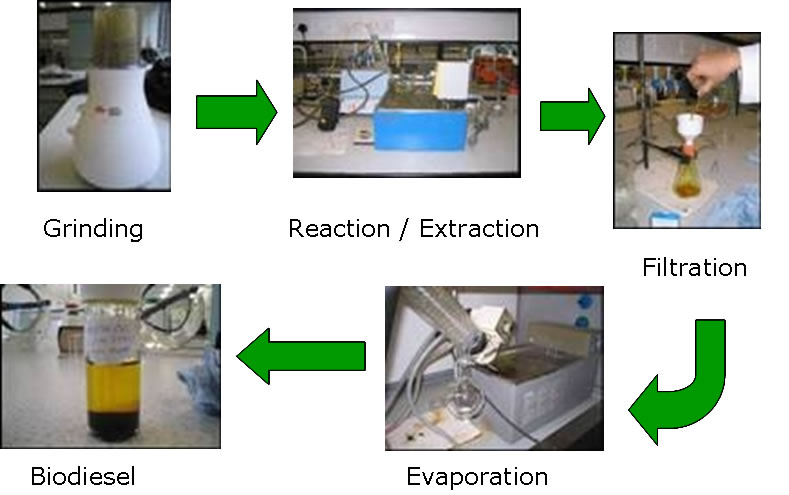 Grinding
Reaction / Extraction
Filtration
Evaporation
Biodiesel